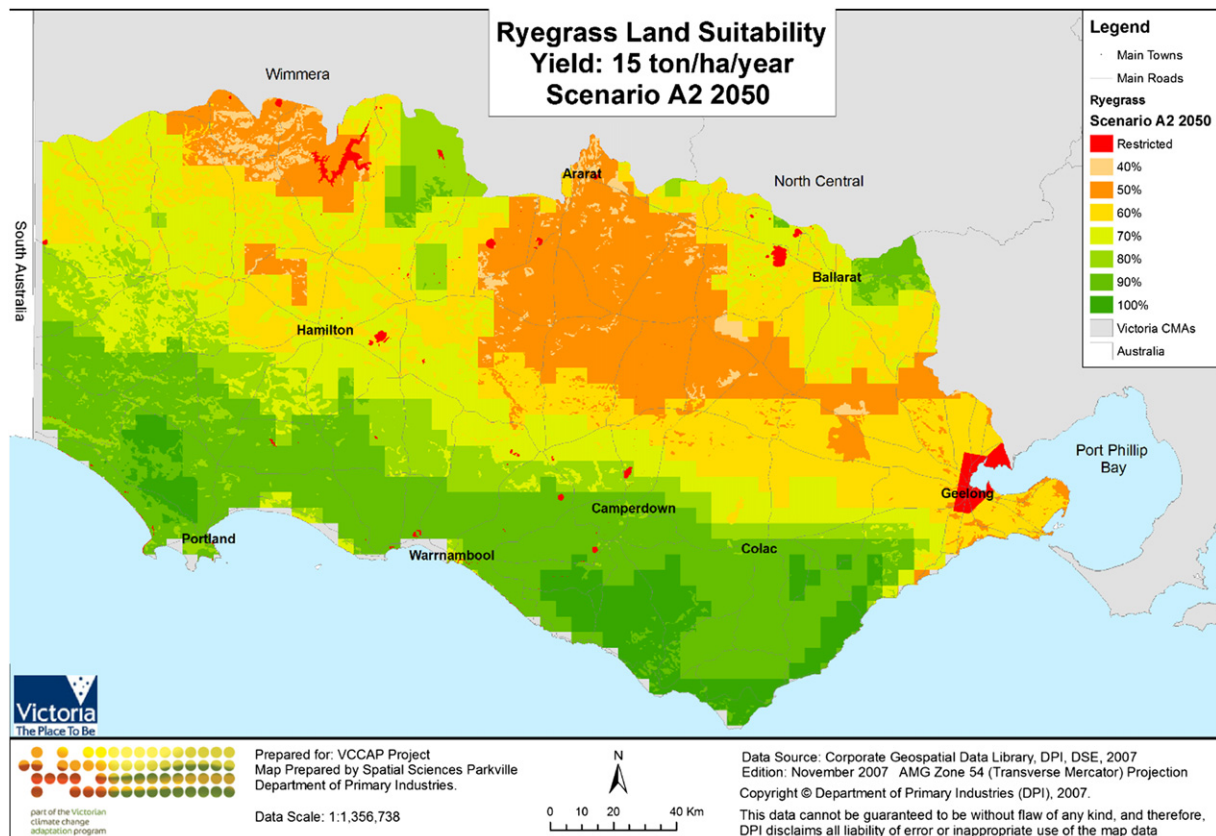 Ryegrass Land Suitability
Yield: 15 ton/ha/year
Scenario A2 2050
Legend
Main Towns
Main Roads
Ryegrass
Scenario A2 2050
Restricted
40%
50%
60%
70%
80%
90%
100%
Victoria CMAs
Australia
Wimmera
Ararat
North Central
South Australia
Ballarat
Hamilton
Port Phillip
Bay
Geelong
Camperdown
Portland
Warrnambool
Colac
Victoria
The Place To Be
part of the Victorian
climate change
adaptation program
Prepared for: VCCAP Project
Map Prepared by Spatial Sciences Parkville
Department of Primary Industries.
Data Scale: 1:1,356,738
N
0 10 20 40 Km
Data Source: Corporate Geospatial Data Library, DPI, DSE, 2007
Edition: November 2007 AMG Zone 54 (Transverse Mercator) Projection
Copyright © Department of Primary Industries (DPI), 2007.
This data cannot be guaranteed to be without flaw of any kind, and therefore,
DPI disclaims all liability of error or inappropriate use of the map data